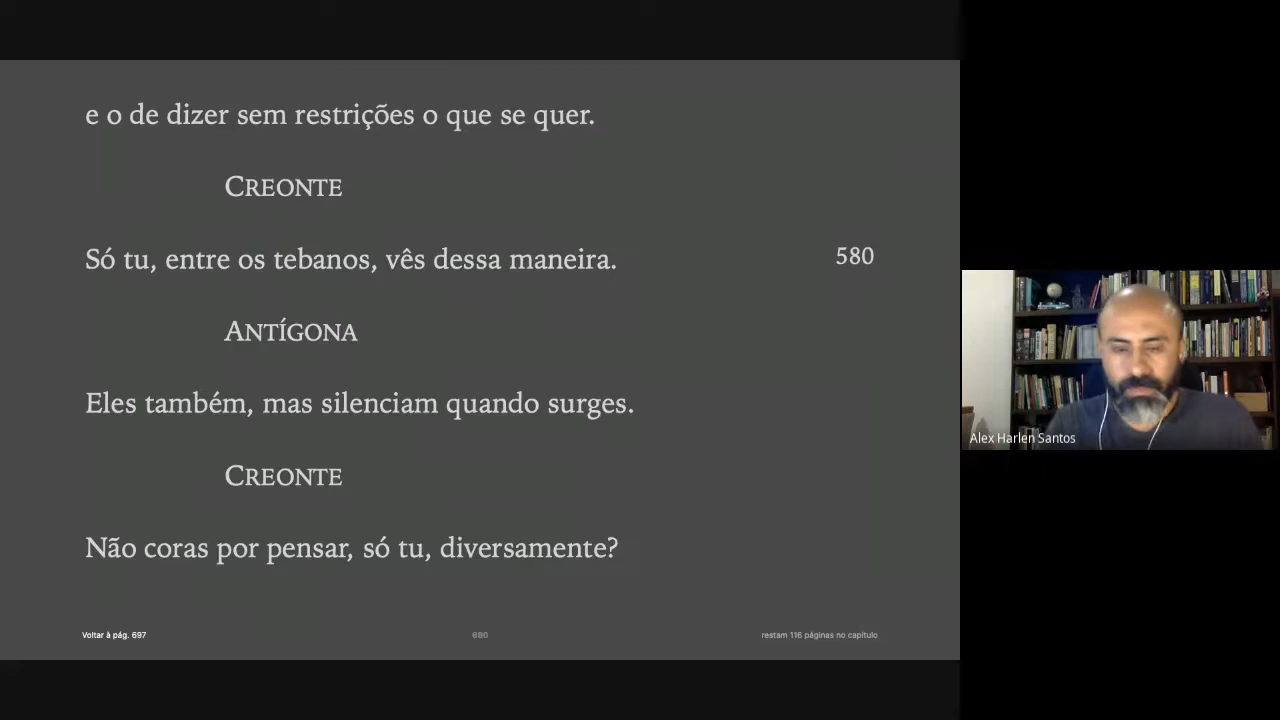 e o de dizer sem restrições o que se quer.
CREONTE
Só tu, entre os tebanos, vês dessa maneira. 580
ANTÍGONA
Eles também, mas silenciam quando surges.
CREONTE
Não coras por pensar, só tu, diversamente?
Voltar à pág. 697 680 restam 116 páginas no capítulo
Alex Harlen Santos